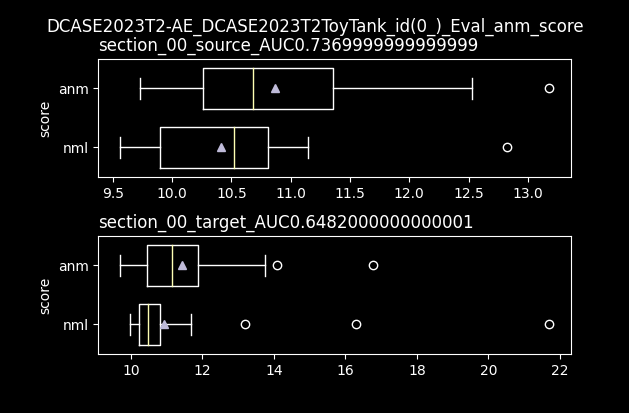 DCASE2023T2-AE_DCASE2023T2ToyTank_id(0_)_Eval_anm_score
section_00_source_AUC0.7369999999999999
anm
nml
score
9.5 10.0 10.5 11.0 11.5 12.0 12.5 13.0
section_00_target_AUC0.6482000000000001
anm
nml
score
10 12 14 16 18 20 22